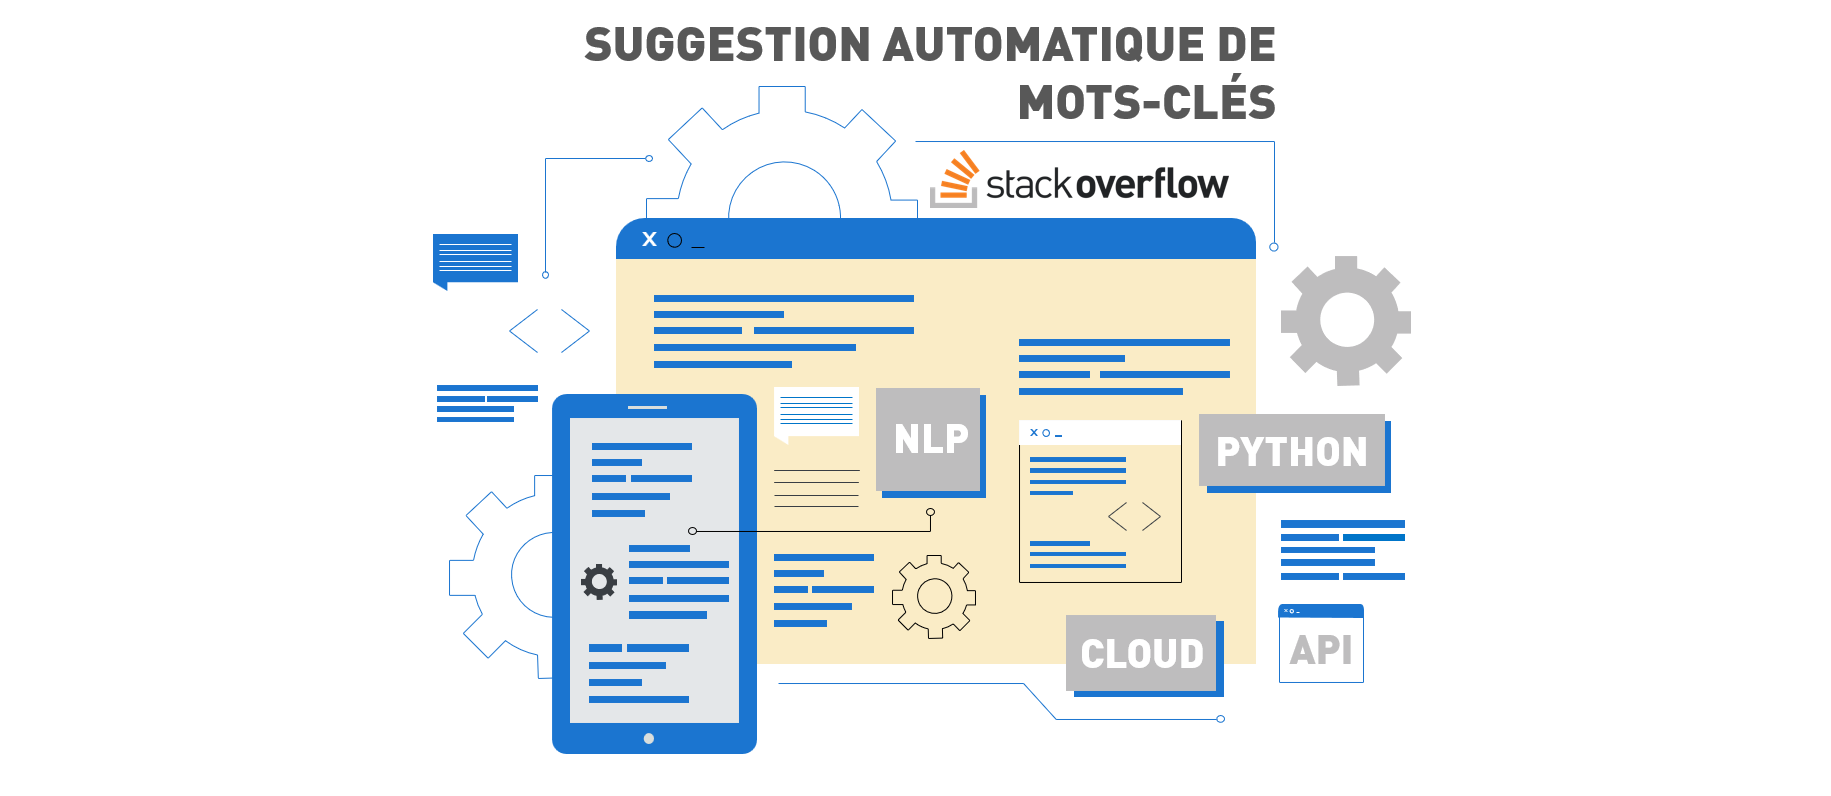 SUGGESTION AUTOMATIQUE DE
MOTS-CLÉS
stackoverflow
X O _
NLP
X O _
PYTHON
CLOUD
X O _
API